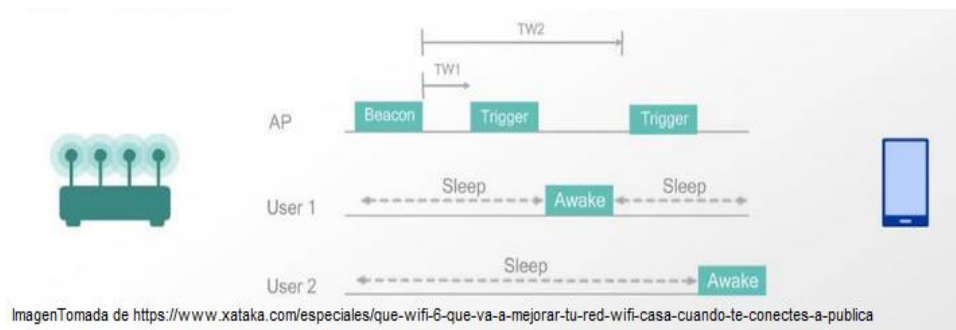 TW2
TW1
AP
Beacon
Trigger
Trigger
User 1
Sleep
Awake
Sleep
User 2
Sleep
Awake
ImagenTomada de https://www.xataka.com/especiales/que-wifi-6-que-va-a-mejorar-tu-red-wifi-casa-cuando-te-conectes-a-publica